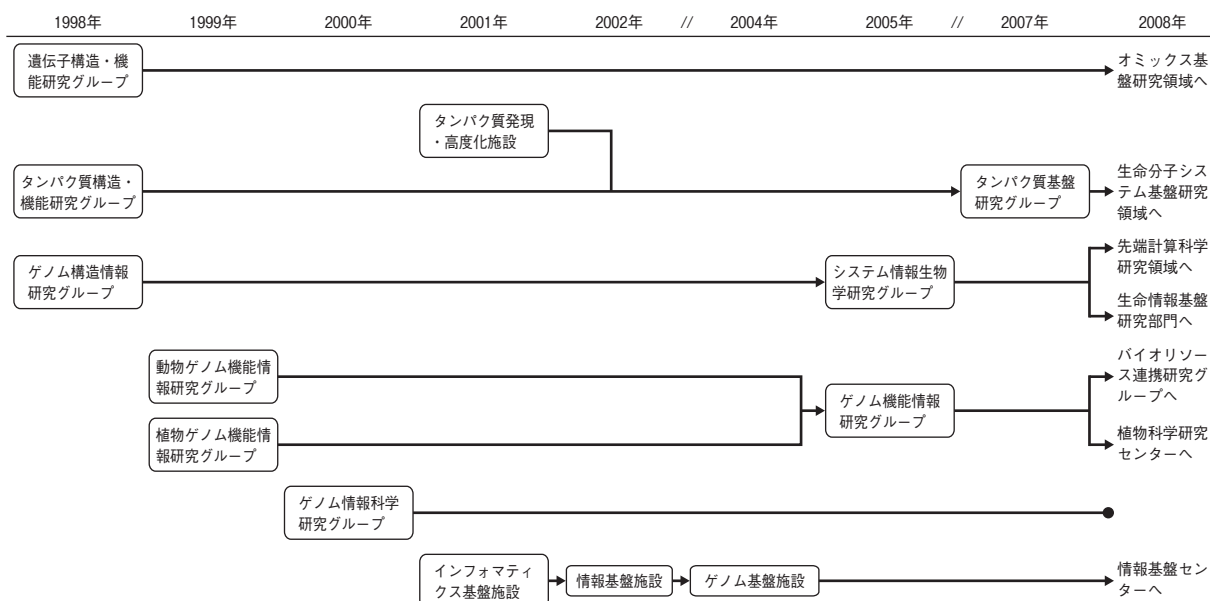 1998年 1999年 2000年 2001年 2002年 // 2004年 2005年 // 2007年 2008年
遺伝子構造・機
能研究グループ
オミックス基
盤研究領域へ
タンパク質発現
・高度化施設
タンパク質構造・
機能研究グループ
タンパク質基盤
研究グループ
生命分子シス
テム基盤研究
領域へ
ゲノム構造情報
研究グループ
システム情報生物
学研究グループ
先端計算科学
研究領域へ
生命情報基盤
研究部門へ
動物ゲノム機能情
報研究グループ
植物ゲノム機能情
報研究グループ
ゲノム機能情報
研究グループ
バイオリソー
ス連携研究グ
ループへ
植物科学研究
センターへ
ゲノム情報科学
研究グループ
インフォマティ
クス基盤施設
情報基盤施設
ゲノム基盤施設
情報基盤セン
ターへ